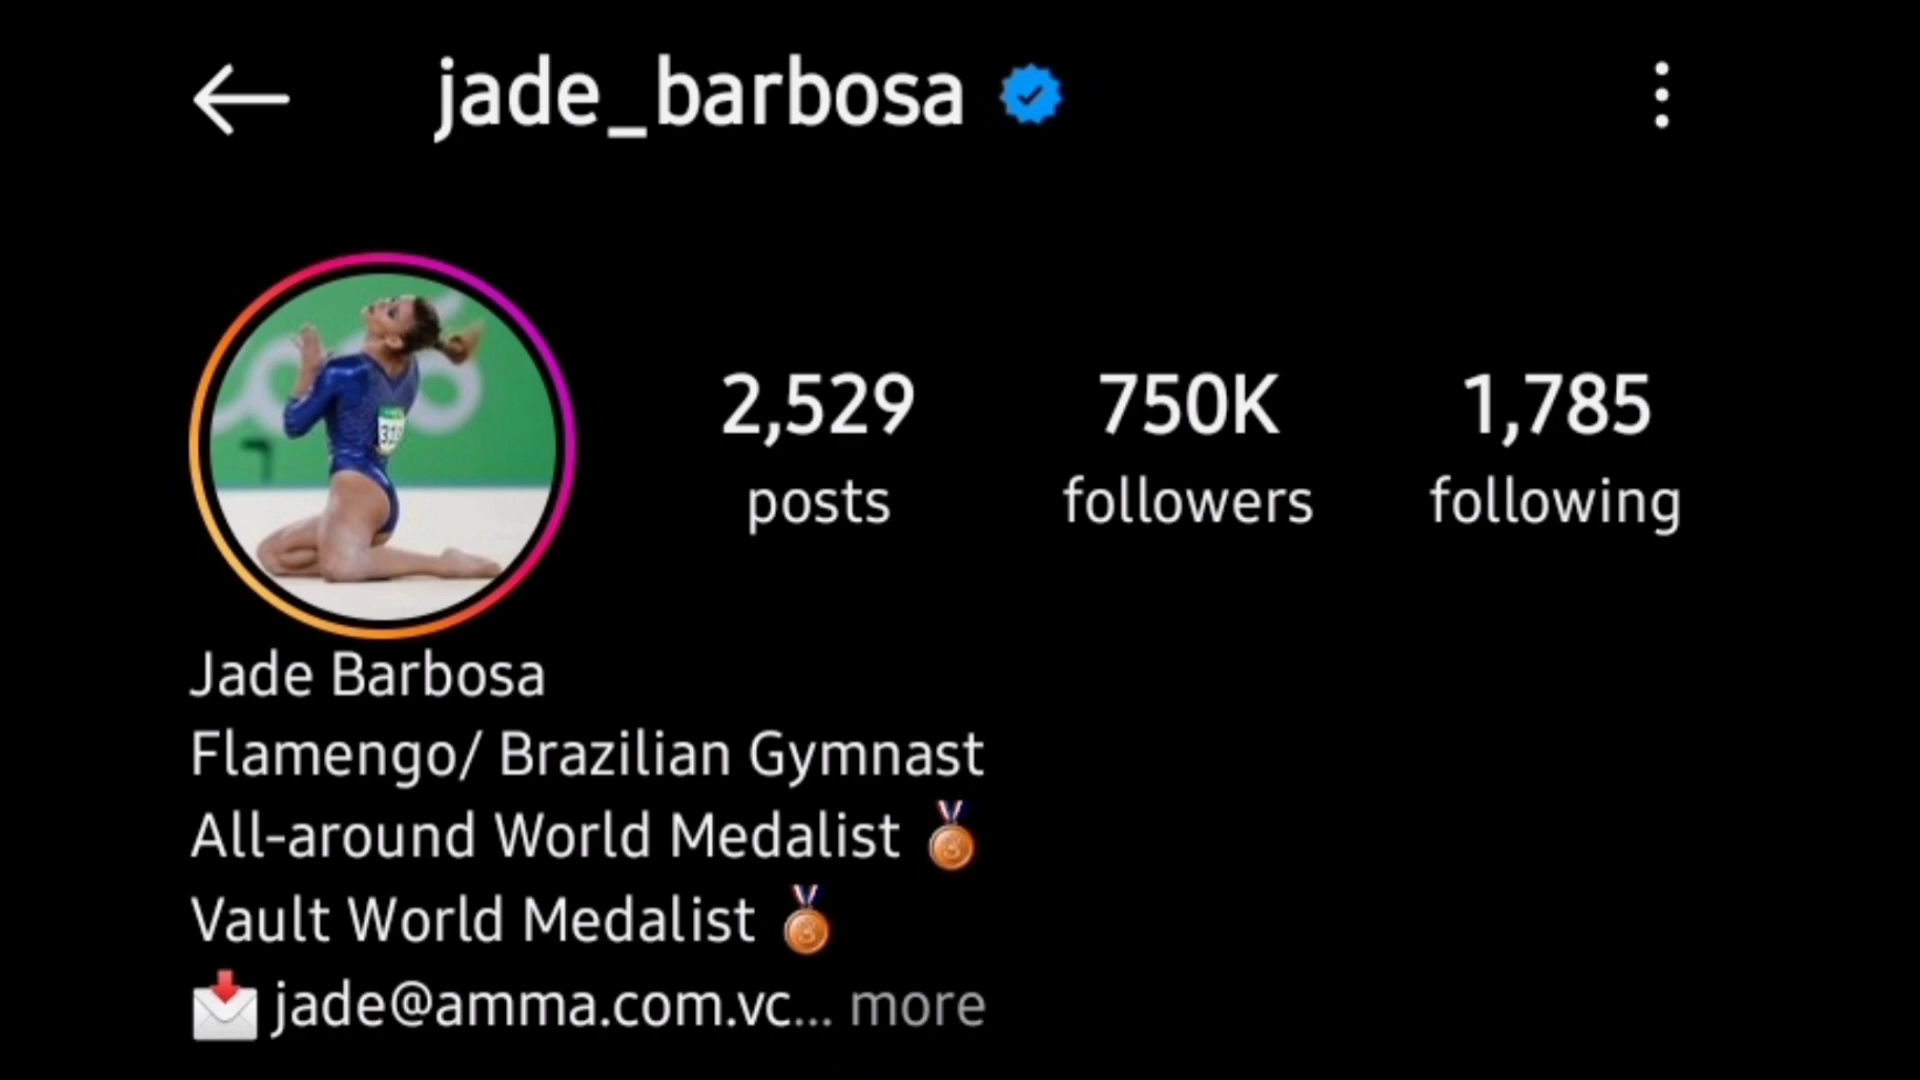 jade_barbosa
2,529 750K 1,785
posts followers following
Jade Barbosa
Flamengo/ Brazilian Gymnast
All-around World Medalist 🥉
Vault World Medalist 🥉
📩 jade@amma.com.vc... more